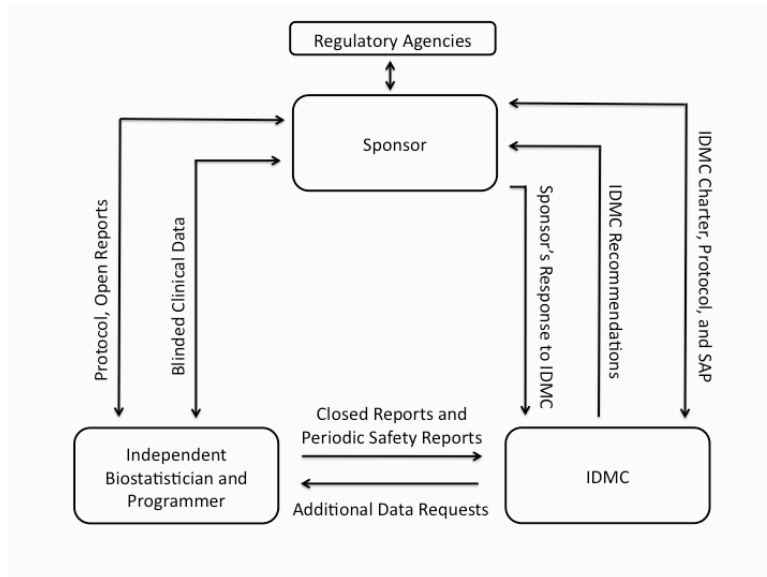 Regulatory Agencies
Sponsor
Protocol, Open Reports
Blinded Clinical Data
Sponsor's Response to IDMC
IDMC Recommendations
IDMC Charter, Protocol, and SAP
Closed Reports and
Periodic Safety Reports
Independent
Biostatistician and
Programmer
IDMC
Additional Data Requests